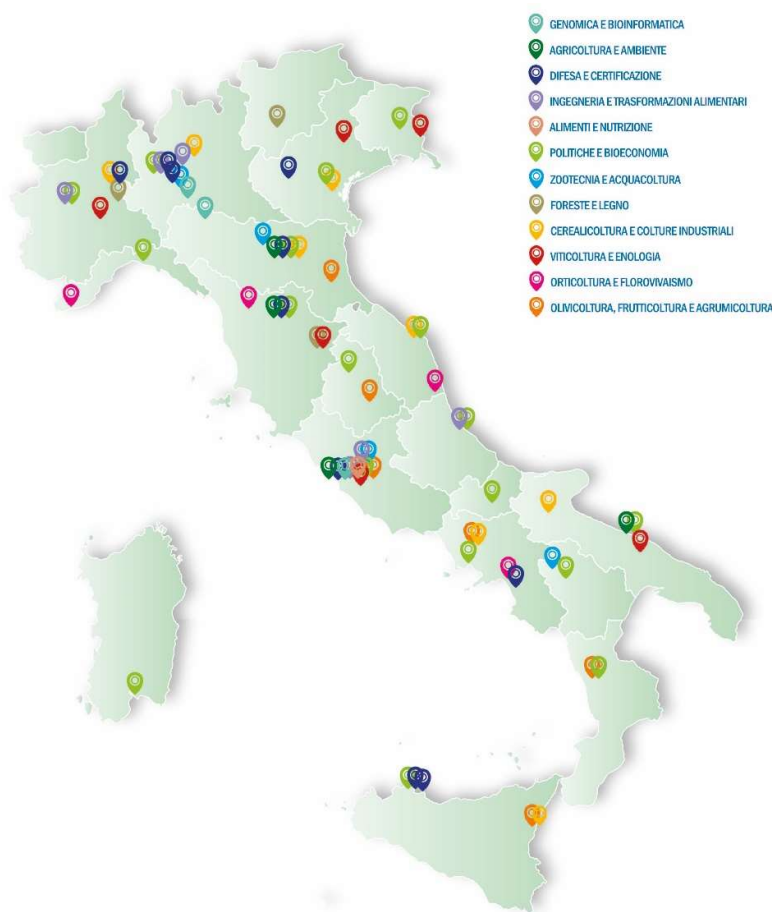 GENOMICA E BIOINFORMATICA
AGRICOLTURA E AMBIENTE
DIFESA E CERTIFICAZIONE
INGEGNERIA E TRASFORMAZIONI ALIMENTARI
ALIMENTI E NUTRIZIONE
POLITICHE E BIOECONOMIA
ZOOTECNIA E ACQUACOLTURA
FORESTE E LEGNO
CEREALICOLTURA E COLTURE INDUSTRIALI
VITICOLTURA E ENOLOGIA
ORTICOLTURA E FLOROVIVAISMO
OLIVICOLTURA, FRUTTICOLTURA E AGRUMICOLTURA